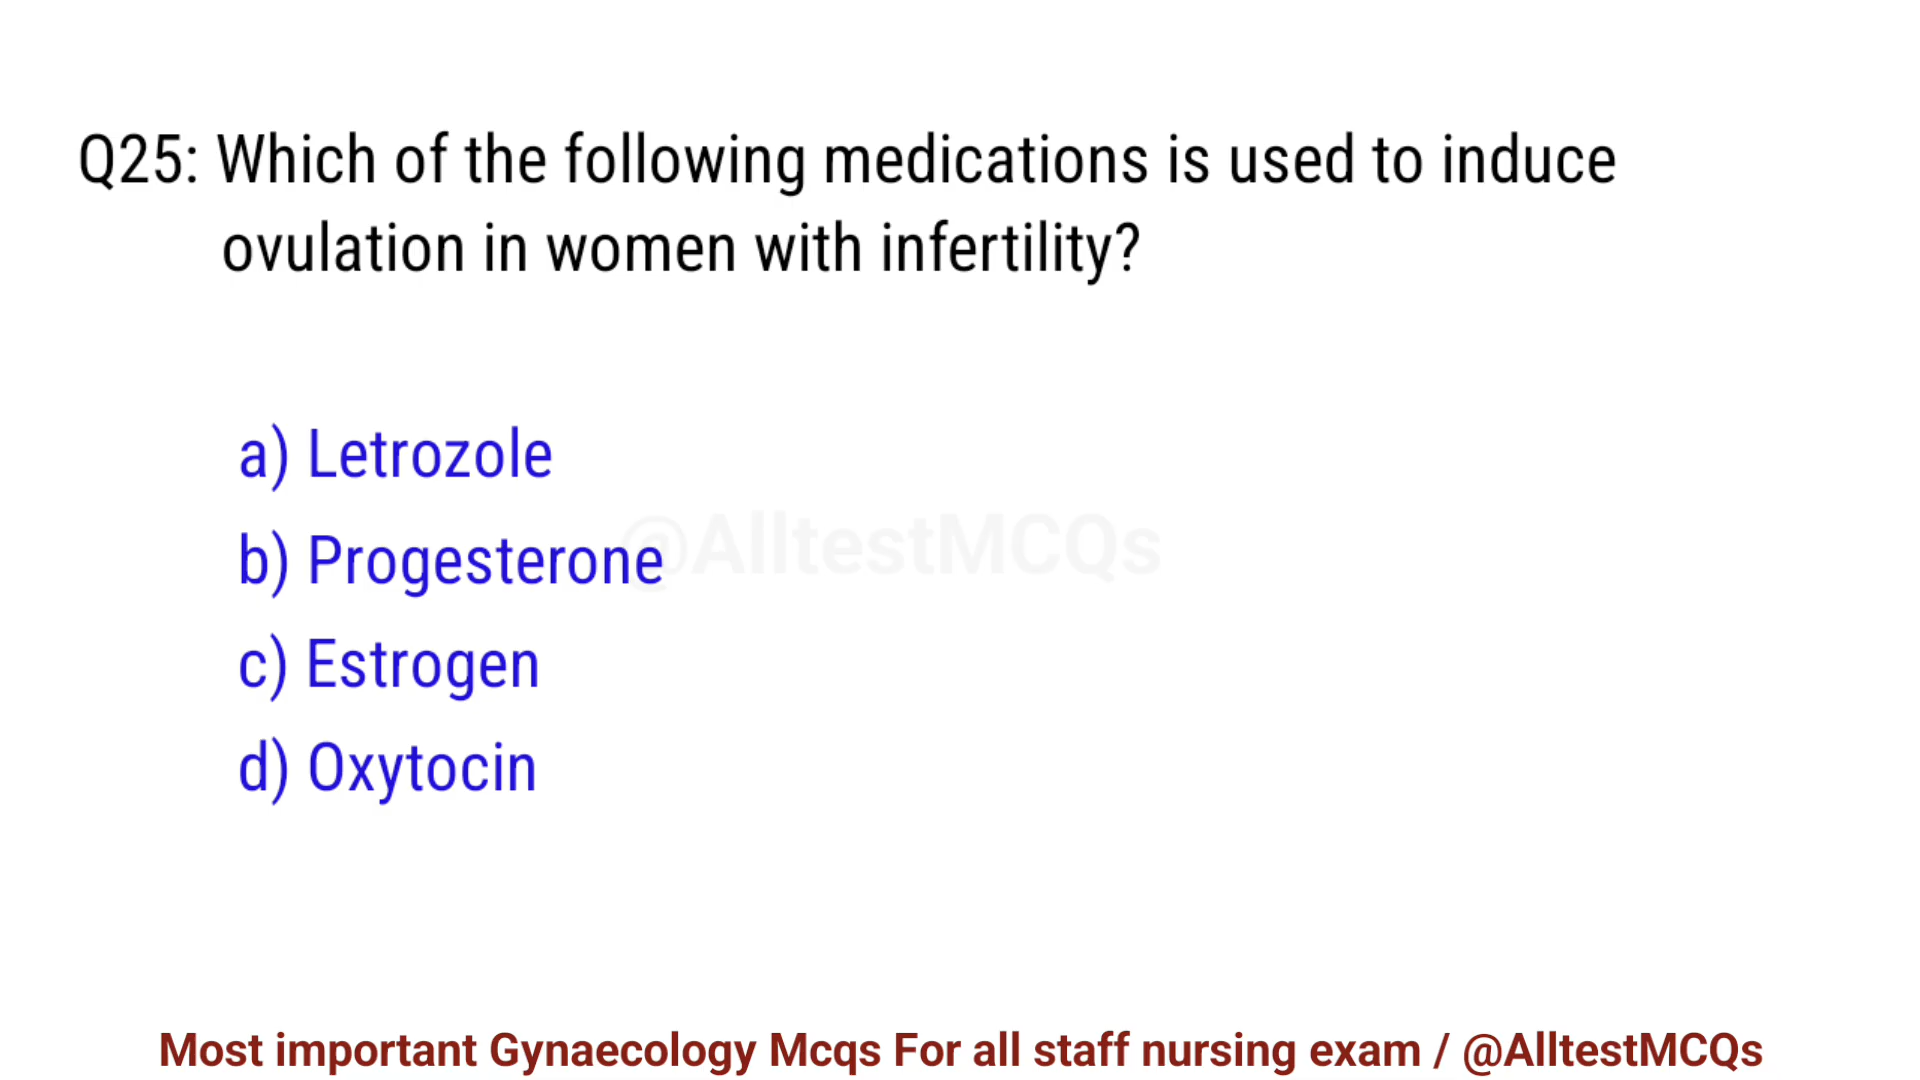 Q25: Which of the following medications is used to induce
ovulation in women with infertility?
a) Letrozole
@AlltestMCQs
b) Progesterone
c) Estrogen
d) Oxytocin
Most important Gynaecology Mcqs For all staff nursing exam / @AlltestMCQs